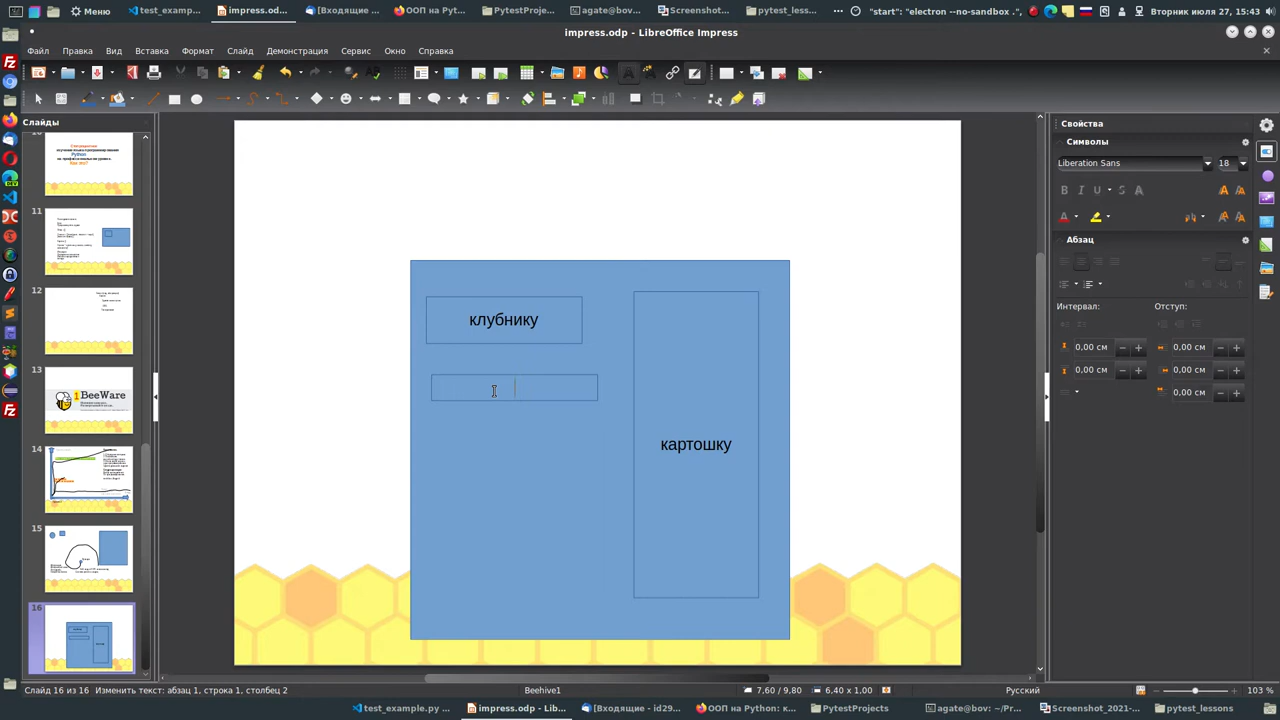 Меню
test_examp...
impress.od...
[Входящие ...
ООП на Pyt...
PytestProje...
agate@bov...
Screenshot...
pytest_less...
"start": "electron --no-sandbox .",
Вторник июля 27, 15:43
impress.odp - LibreOffice Impress
Файл Правка Вид Вставка Формат Слайд Демонстрация Сервис Окно Справка
Слайды
11
12
13
1 BeeWare
14
15
16
клубнику
картошку
Свойства
Символы
Liberation Sans
18
Абзац
Интервал:
Отступ:
0,00 см
0,00 см
0,00 см
0,00 см
0,00 см
Слайд 16 из 16
Изменить текст: абзац 1, строка 1, столбец 2
Beehive1
7.60 / 9.80
6.40 x 1.00
Русский
103 %
test_example.py ...
impress.odp - Lib...
[Входящие - id29...
ООП на Python: к...
PytestProjects
agate@bov: ~/Pr...
Screenshot_2021-...
pytest_lessons